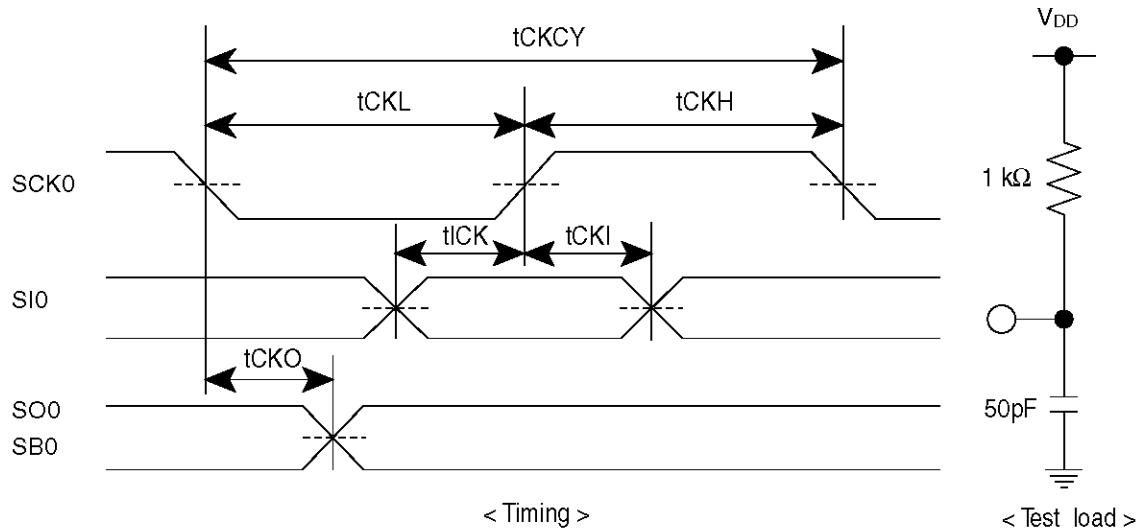 tCKCY
tCKL
tCKH
SCK0
tICK
tCKI
SI0
tCKO
SO0
SB0
< Timing >
VDD
1 kΩ
50pF
< Test load >